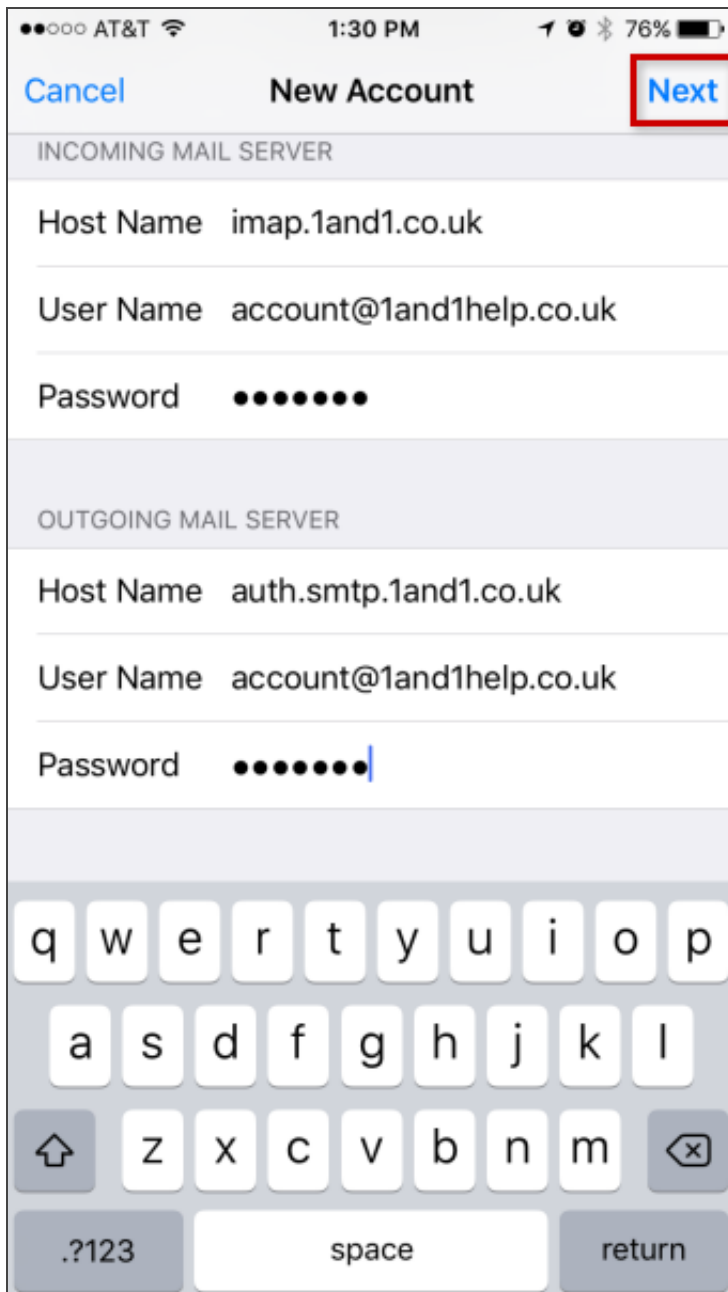 AT&T 1:30 PM 76%
Cancel New Account Next
INCOMING MAIL SERVER
Host Name imap.1and1.co.uk
User Name account@1and1help.co.uk
Password •••••••
OUTGOING MAIL SERVER
Host Name auth.smtp.1and1.co.uk
User Name account@1and1help.co.uk
Password •••••••
q w e r t y u i o p
a s d f g h j k l
z x c v b n m
.?123 space return